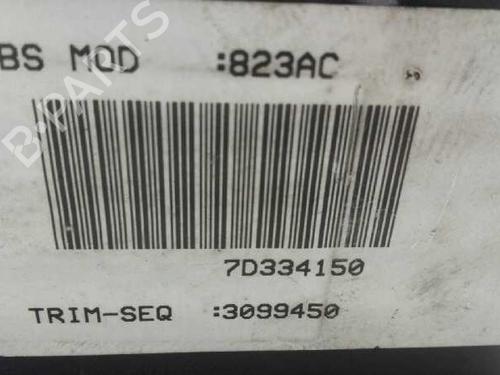 BS MOD :823AC
B-PARTS
7D334150
TRIM-SEQ :3099450